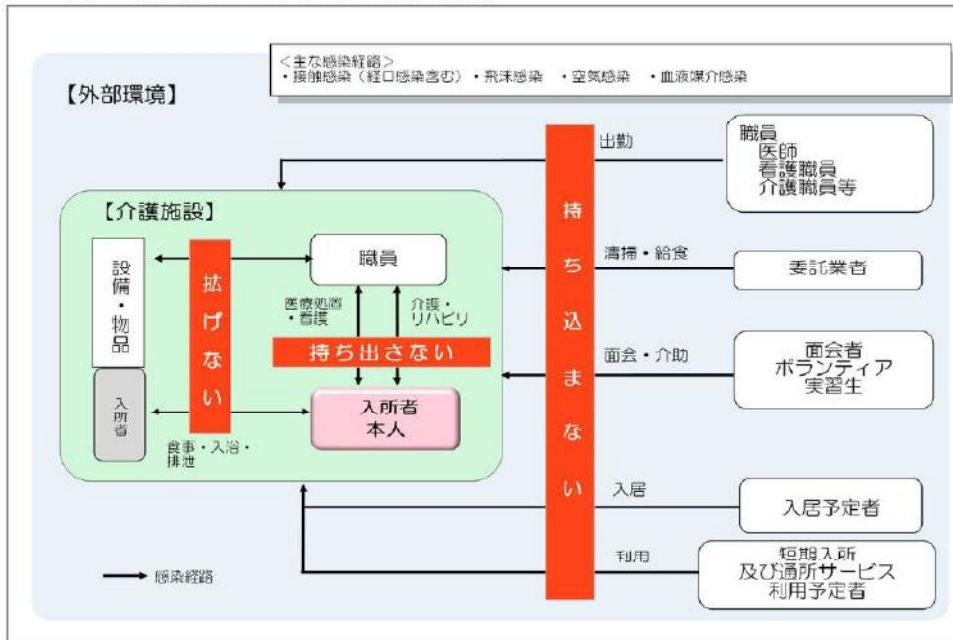 <主な感染経路>
・接触感染（経口感染含む）・飛沫感染　・空気感染　・血液媒介感染
【外部環境】
職員
医師
看護職員
介護職員等
出勤
持ち込まない
【介護施設】
設備・物品
拡げない
職員
医療処置
・看護
介護・
リハビリ
持ち出さない
入所者
入所者
本人
食事・入浴・
排泄
清掃・給食
委託業者
面会・介助
面会者
ボランティア
実習生
入居
入居予定者
利用
短期入所
及び通所サービス
利用予定者
感染経路